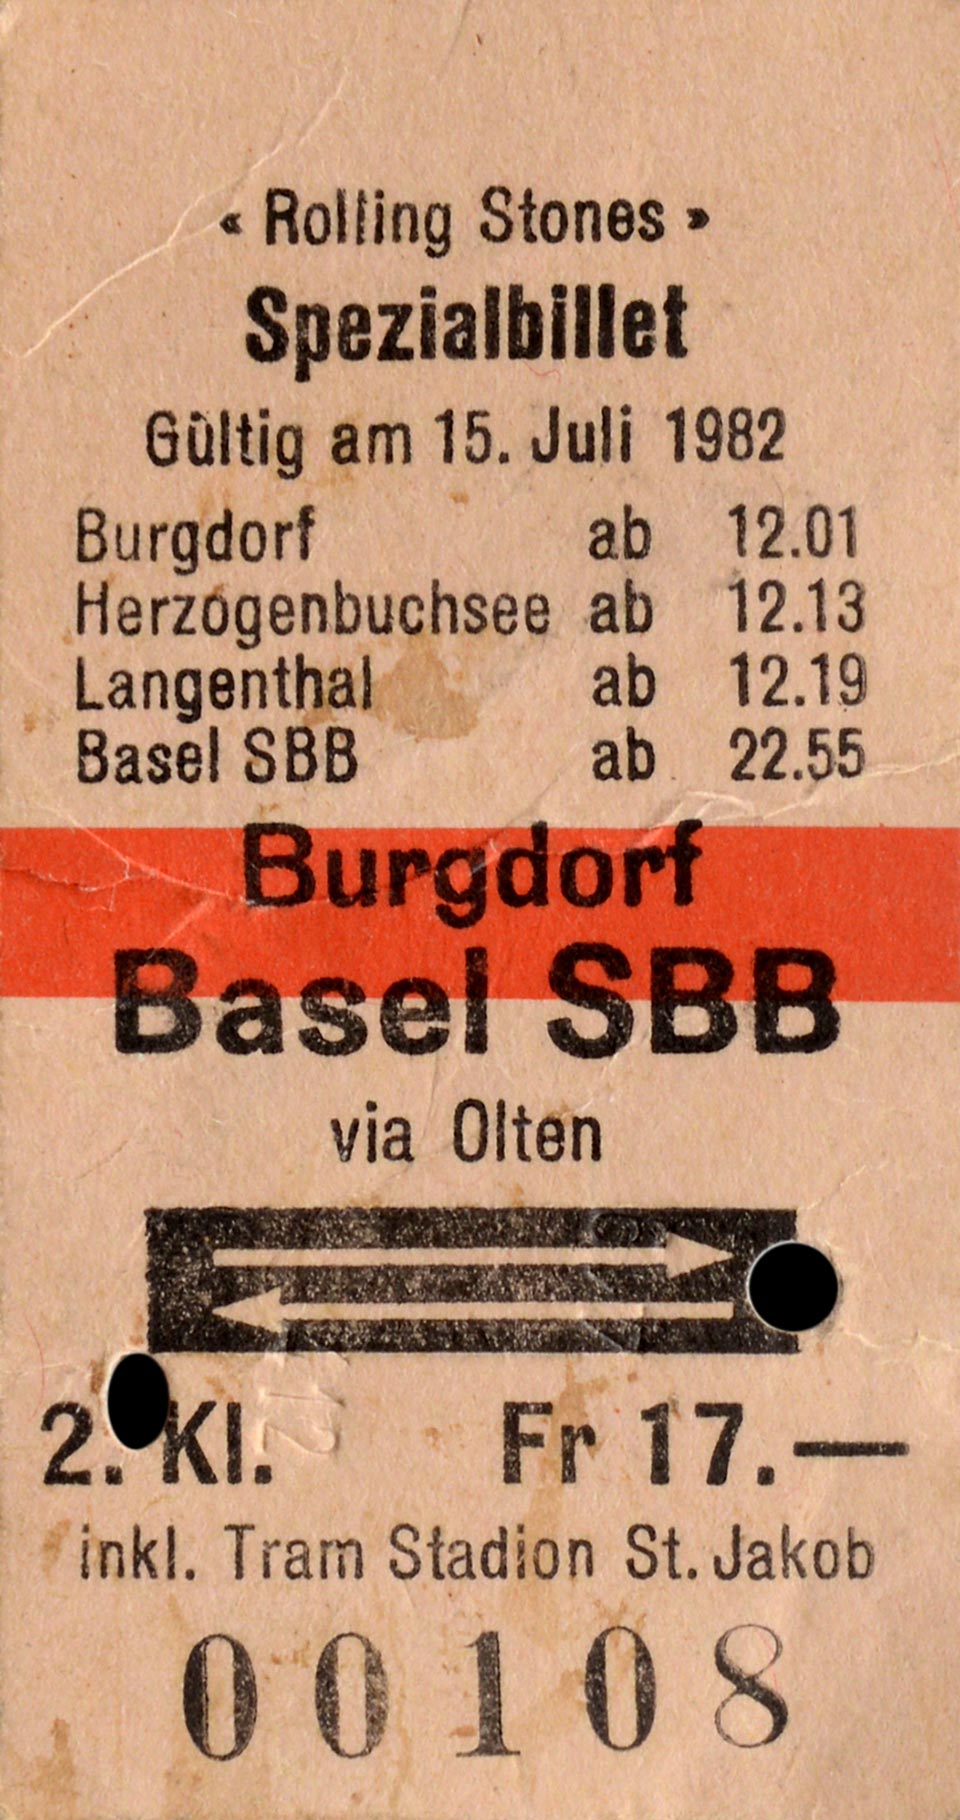 « Rolling Stones »
Spezialbillet
Gültig am 15. Juli 1982
Burgdorf ab 12.01
Herzogenbuchsee ab 12.13
Langenthal ab 12.19
Basel SBB ab 22.55
Burgdorf
Basel SBB
via Olten
2. Kl. Fr 17.—
inkl. Tram Stadion St. Jakob
00108